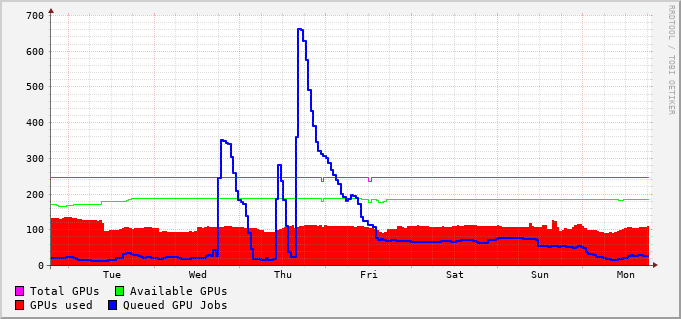 700
600
500
400
300
200
100
0
Tue Wed Thu Fri Sat Sun Mon
RRDTOOL / TOBI OETIKER
Total GPUs Available GPUs
GPUs used Queued GPU Jobs